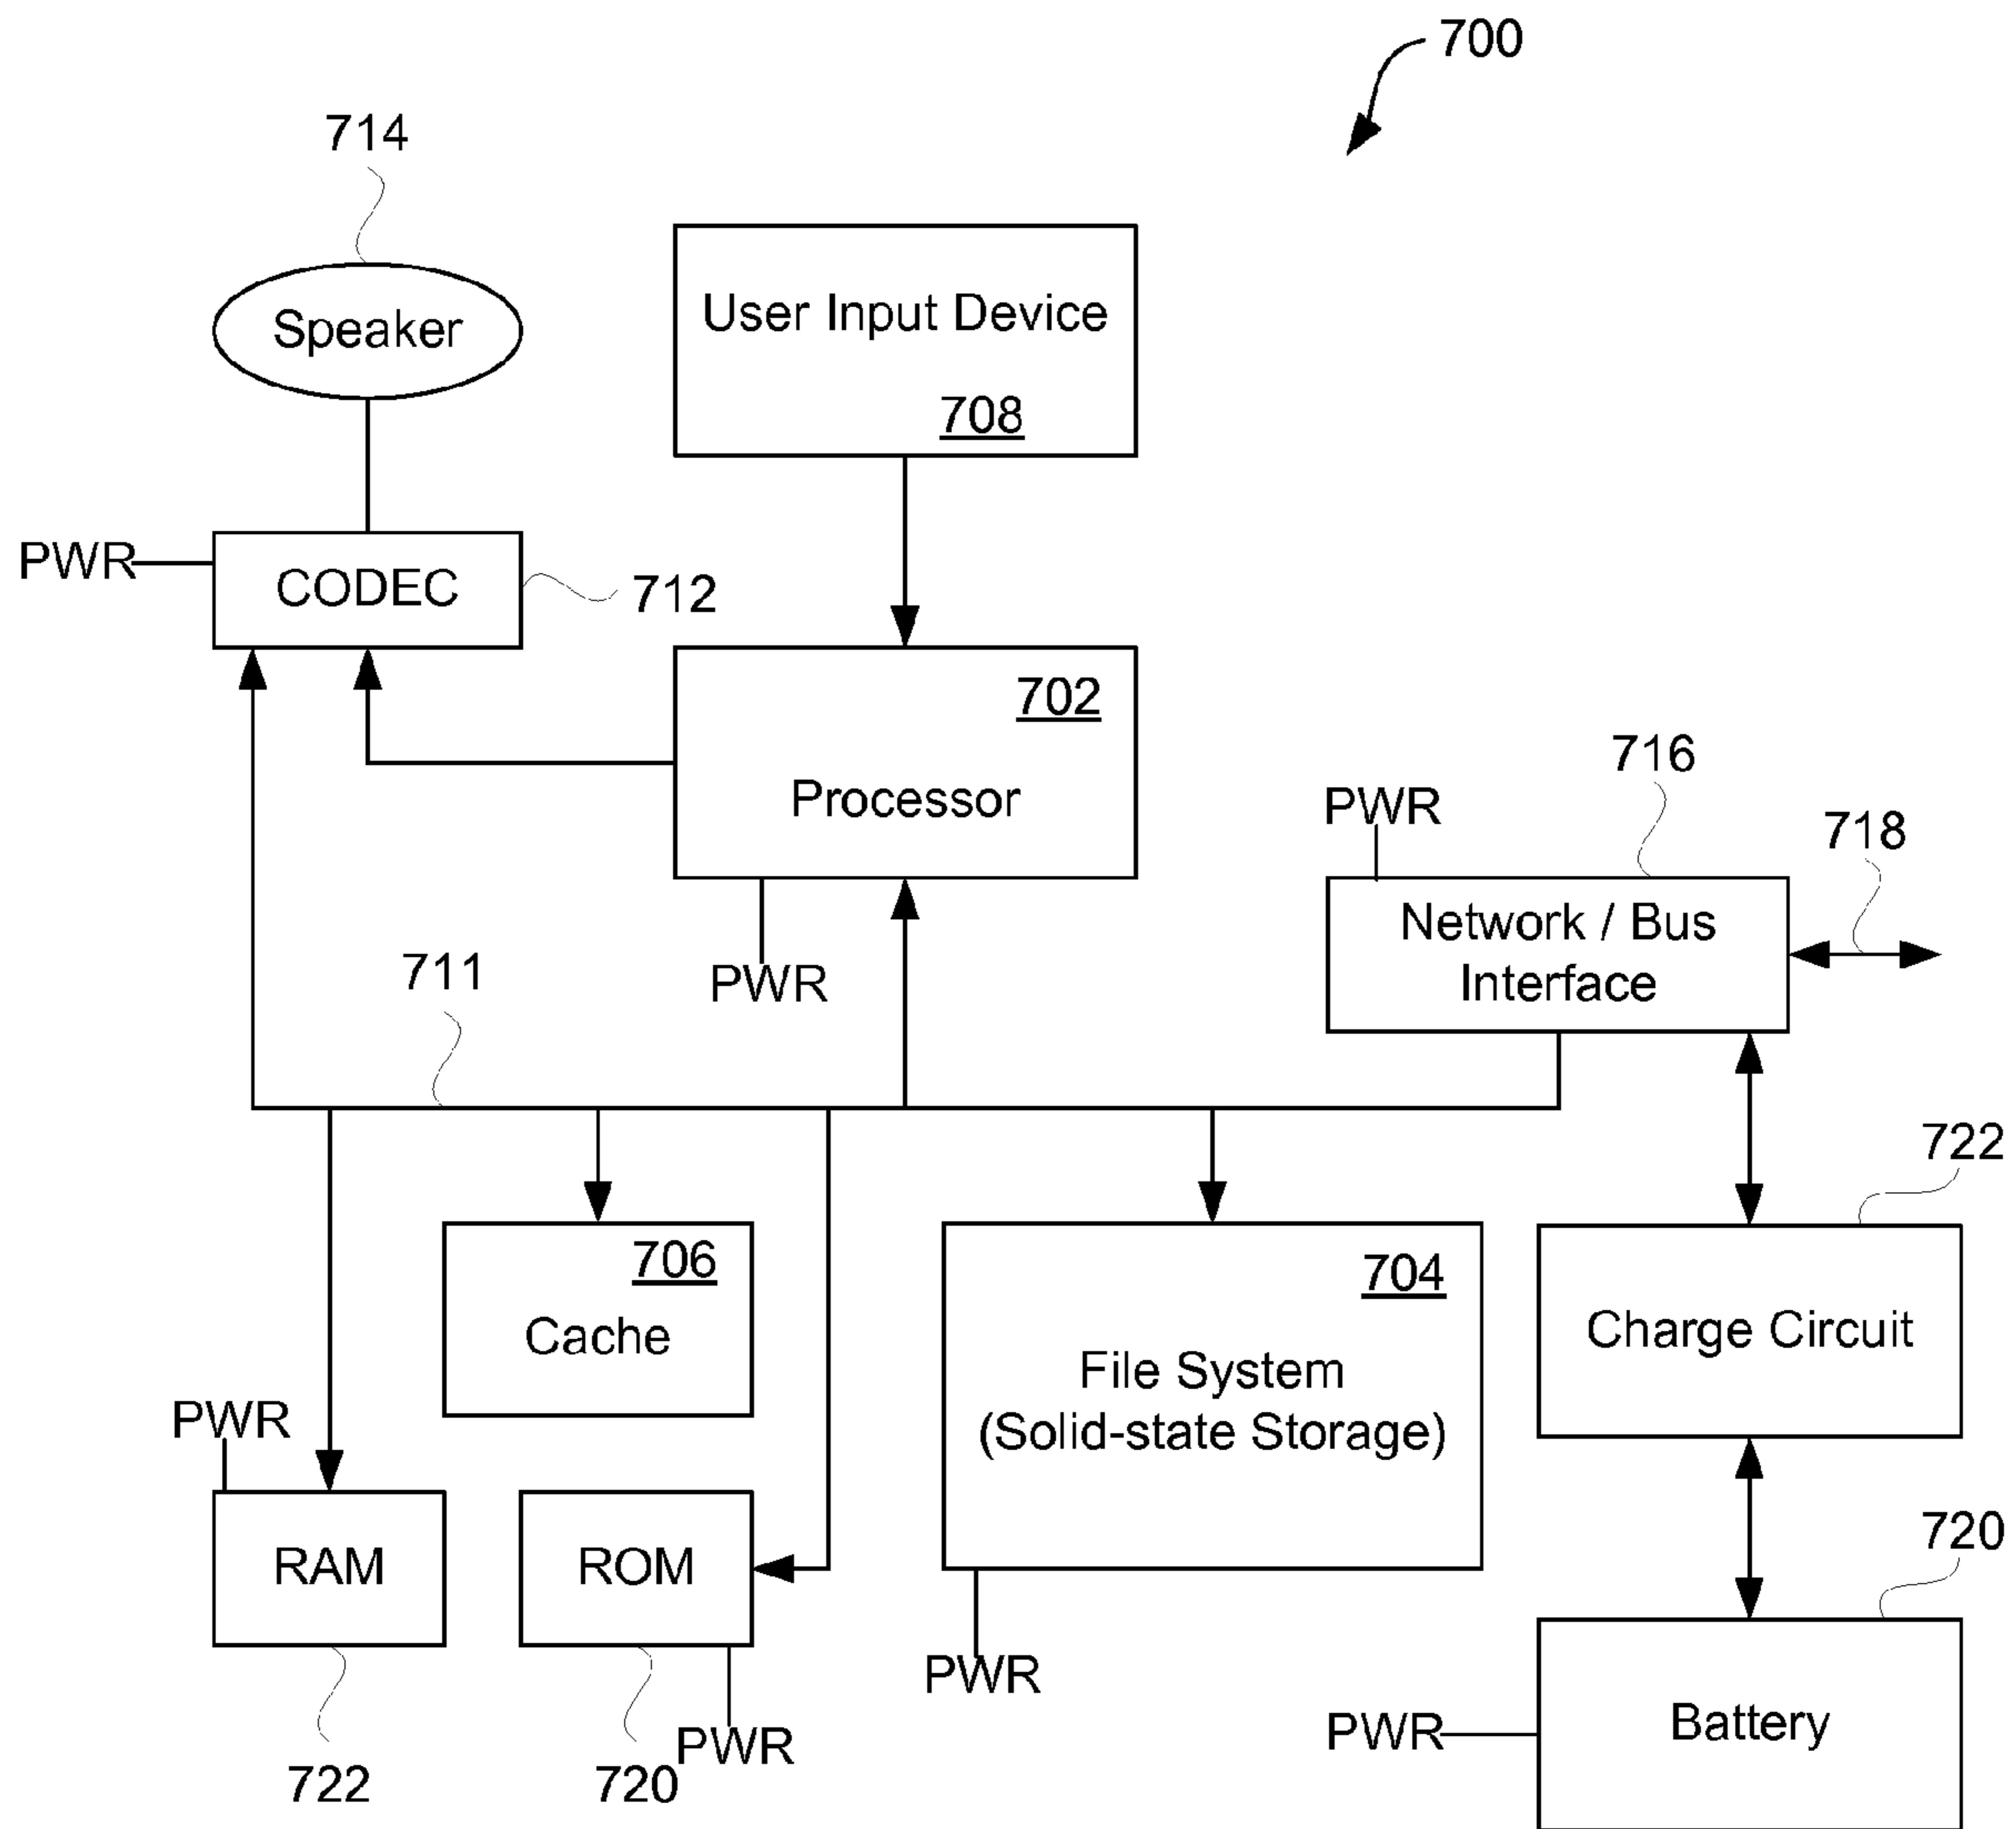 700
714
Speaker
User Input Device
708
PWR
CODEC
712
702
Processor
716
PWR
718
Network / Bus
Interface
711
PWR
722
706
Cache
704
File System
(Solid-state Storage)
Charge Circuit
PWR
RAM
ROM
720
PWR
PWR
Battery
PWR
722
720